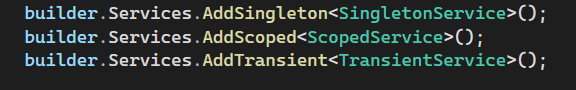 builder.Services.AddSingleton<SingletonService>();
builder.Services.AddScoped<ScopedService>();
builder.Services.AddTransient<TransientService>();